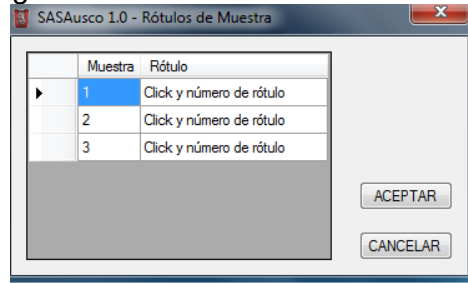 SASAusco 1.0 - Rótulos de Muestra
Muestra Rótulo
1 Click y número de rótulo
2 Click y número de rótulo
3 Click y número de rótulo
ACEPTAR
CANCELAR